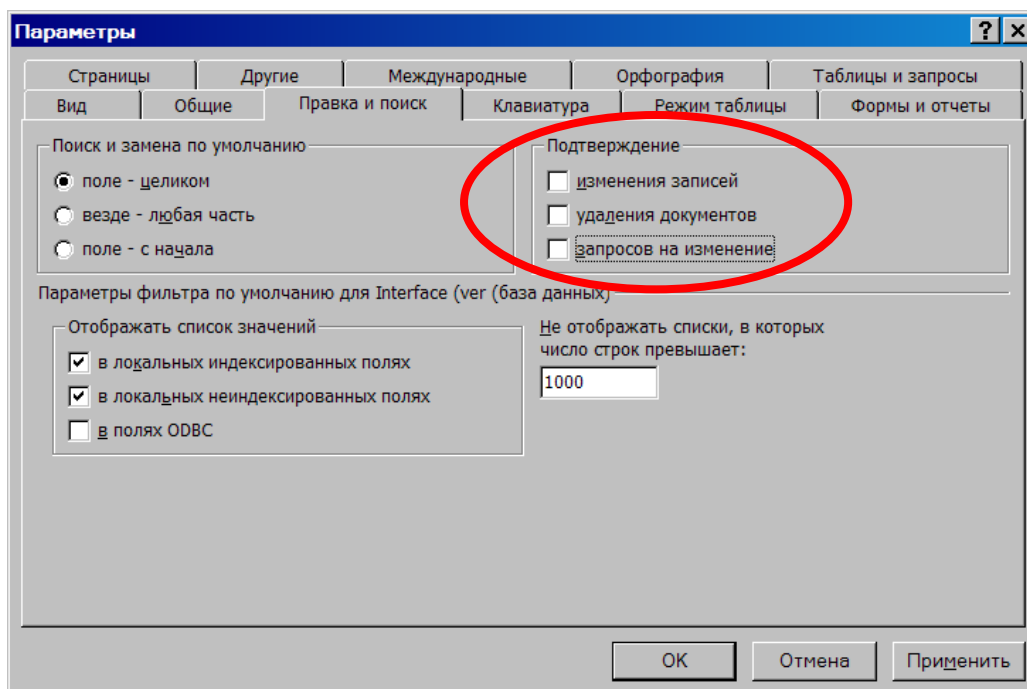 Параметры
Страницы Другие Международные Орфография Таблицы и запросы
Вид Общие Правка и поиск Клавиатура Режим таблицы Формы и отчеты
Поиск и замена по умолчанию
поле - целиком
везде - любая часть
поле - с начала
Подтверждение
изменения записей
удаления документов
запросов на изменение
Параметры фильтра по умолчанию для Interface (ver (база данных)
Отображать список значений
в локальных индексированных полях
в локальных неиндексированных полях
в полях ODBC
Не отображать списки, в которых
число строк превышает:
1000
OK Отмена Применить